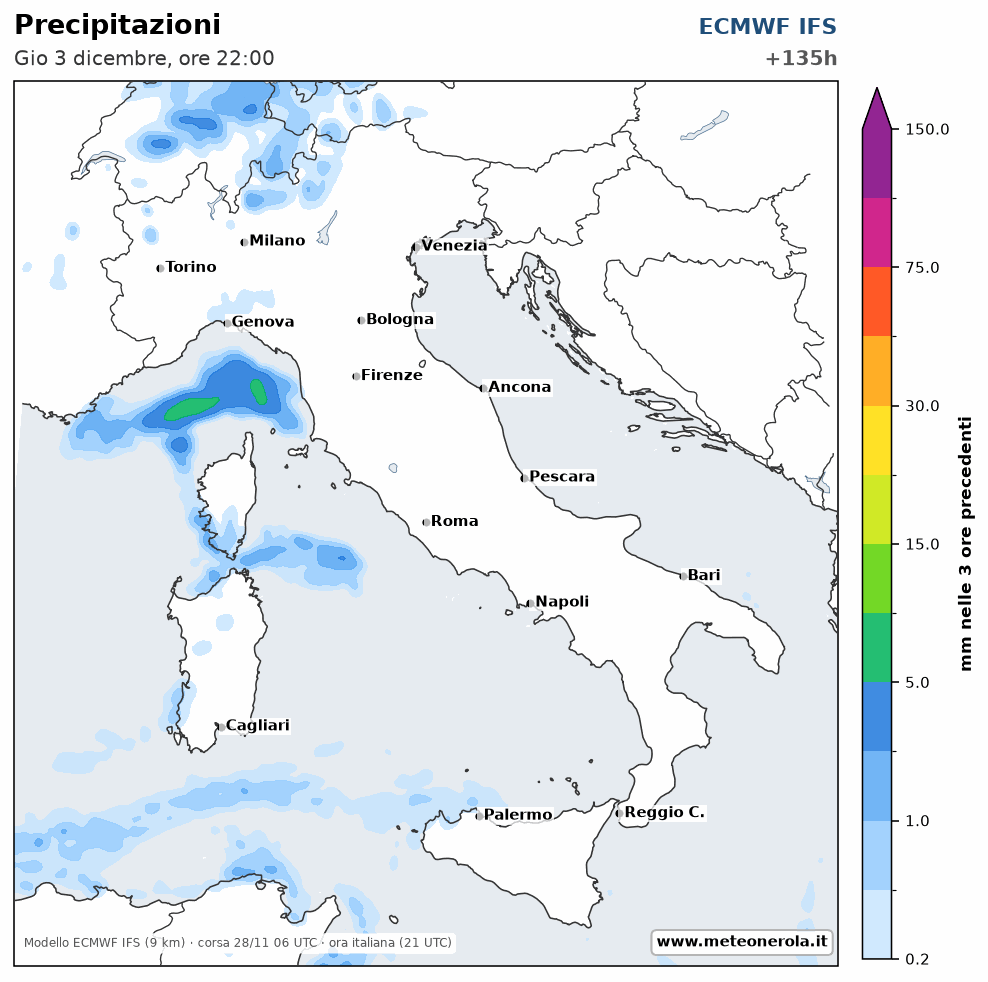 Precipitazioni
ECMWF IFS
Gio 3 dicembre, ore 22:00
+135h
150.0
75.0
30.0
15.0
5.0
1.0
0.2
mm nelle 3 ore precedenti
Milano
Venezia
Torino
Genova
Bologna
Firenze
Ancona
Pescara
Roma
Bari
Napoli
Cagliari
Palermo
Reggio C.
Modello ECMWF IFS (9 km) · corsa 28/11 06 UTC · ora italiana (21 UTC)
www.meteonerola.it